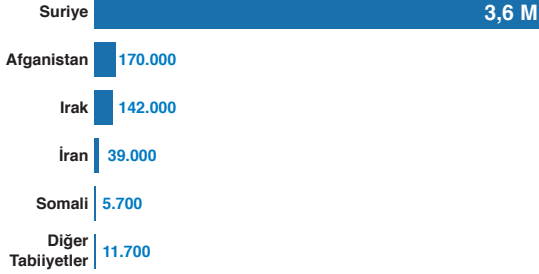 Suriye 3,6 M
Afganistan 170.000
Irak 142.000
İran 39.000
Somali 5.700
Diğer
Tabiiyetler 11.700